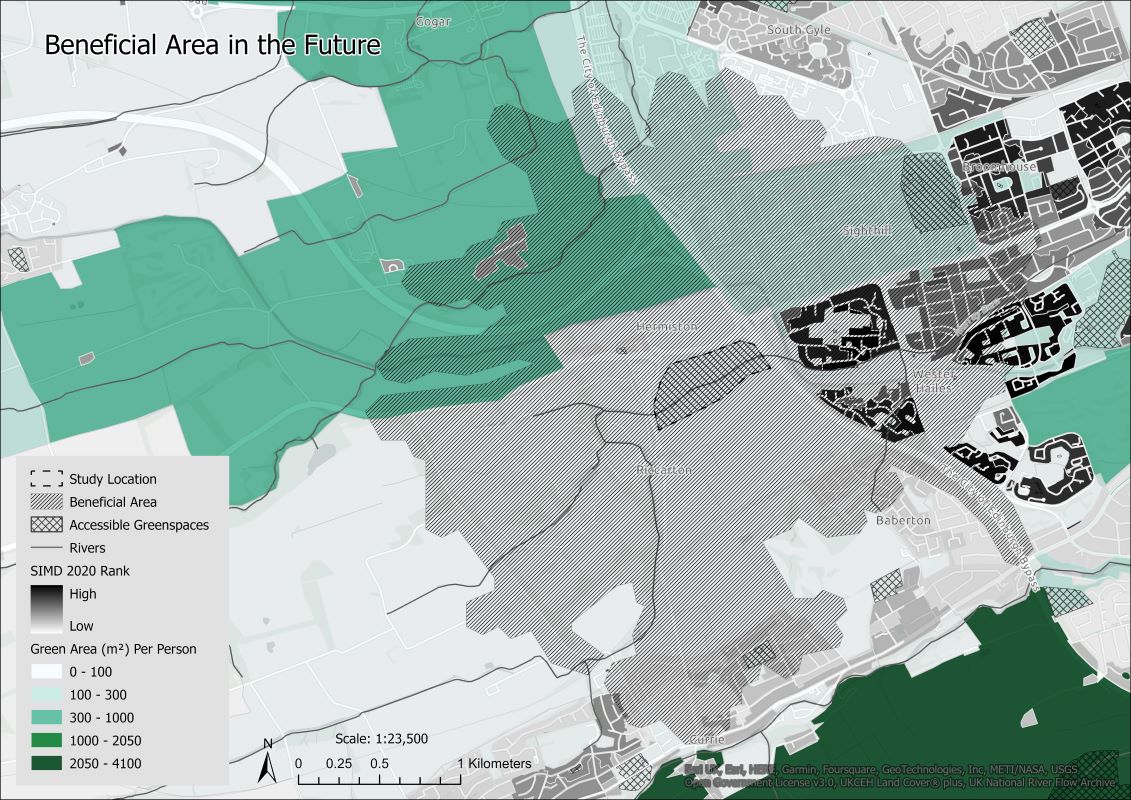 Gogar
South Gyle
Beneficial Area in the Future
The City of Edinburgh Bypass
Broomhouse
Sighthill
Hermiston
Wester
Hailes
Riccarton
The City of Edinburgh Bypass
Baberton
Currie
Study Location
Beneficial Area
Accessible Greenspaces
Rivers
SIMD 2020 Rank
High
Low
Green Area (m²) Per Person
0 - 100
100 - 300
300 - 1000
1000 - 2050
2050 - 4100
N
Scale: 1:23,500
0 0.25 0.5 1 Kilometers
Esri UK, Esri, HERE, Garmin, Foursquare, GeoTechnologies, Inc, METI/NASA, USGS
Open Government License v3.0, UKCEH Land Cover® plus, UK National River Flow Archive